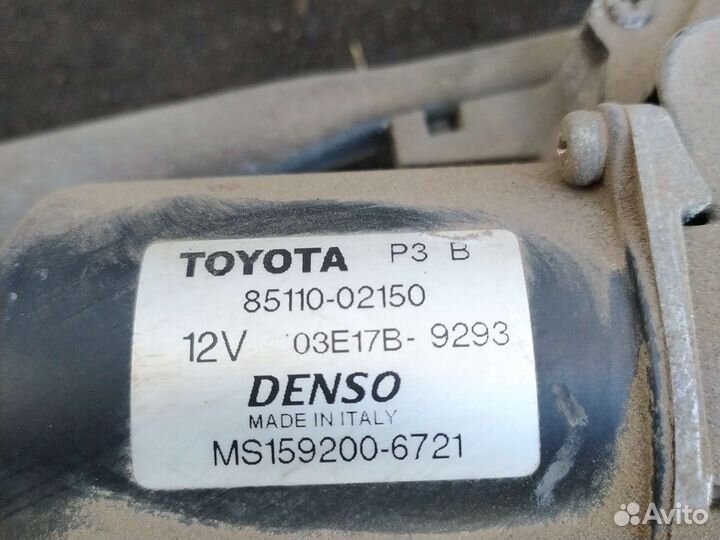 TOYOTA P3 B
85110-02150
12V 03E17B- 9293
DENSO
MADE IN ITALY
MS159200-6721
Avito